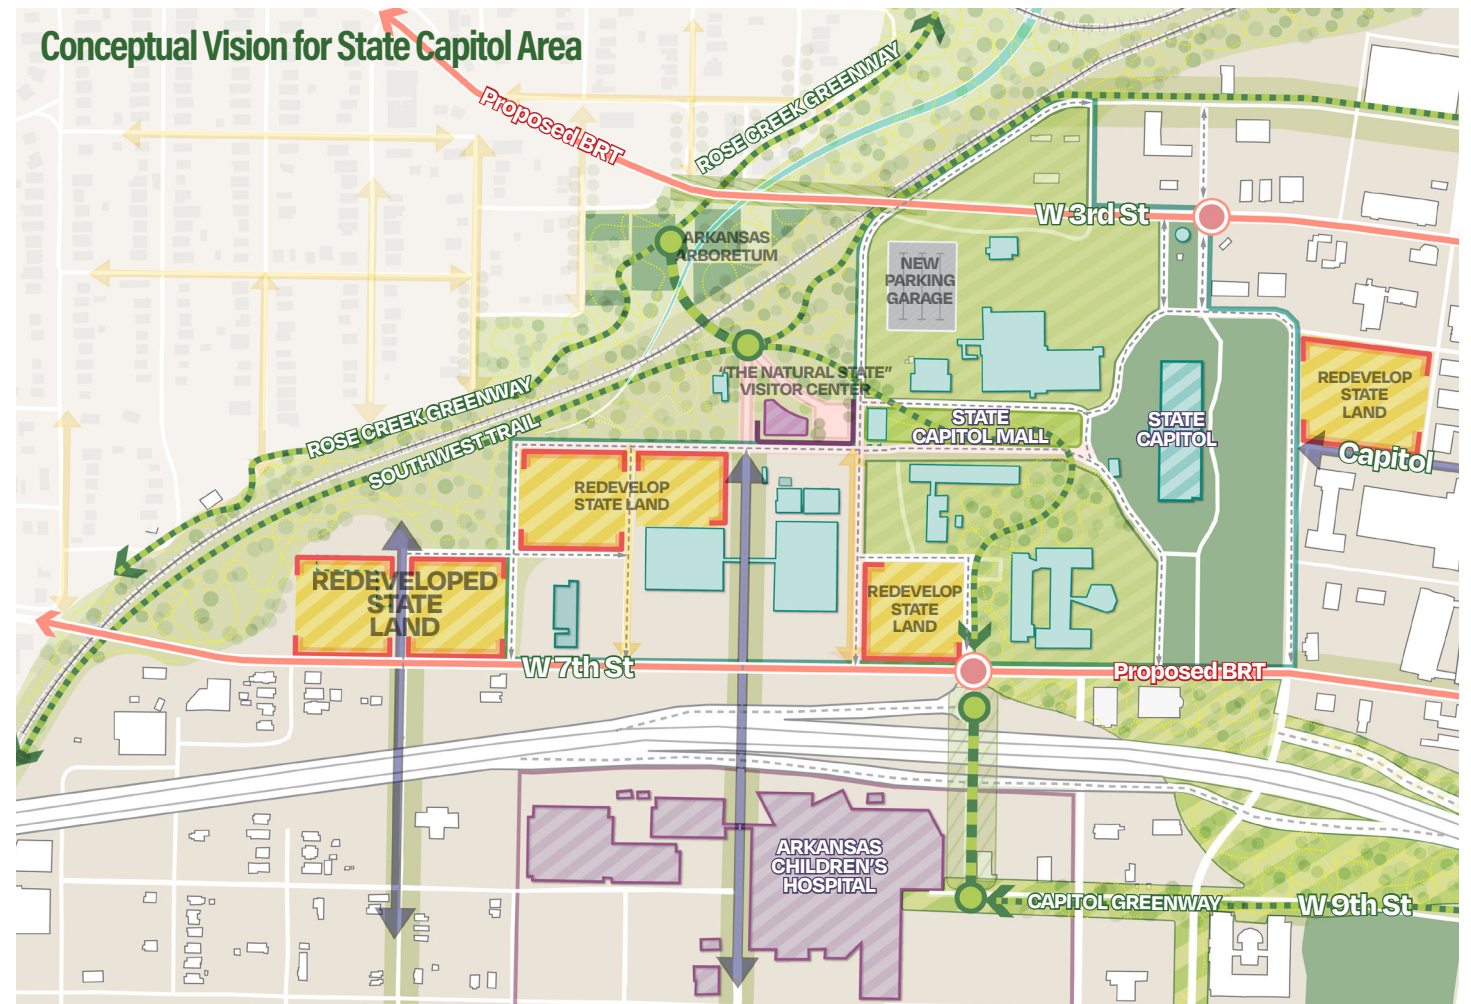 Conceptual Vision for State Capitol Area
Proposed BRT
ROSE CREEK GREENWAY
W 3rd St
ARKANSAS
ARBORETUM
NEW
PARKING
GARAGE
"THE NATURAL STATE"
VISITOR CENTER
REDEVELOP
STATE
LAND
ROSE CREEK GREENWAY
SOUTHWEST TRAIL
STATE
CAPITOL MALL
STATE
CAPITOL
Capitol
REDEVELOP
STATE LAND
REDEVELOPED
STATE
LAND
REDEVELOP
STATE
LAND
W 7th St
Proposed BRT
ARKANSAS
CHILDREN'S
HOSPITAL
CAPITOL GREENWAY
W 9th St